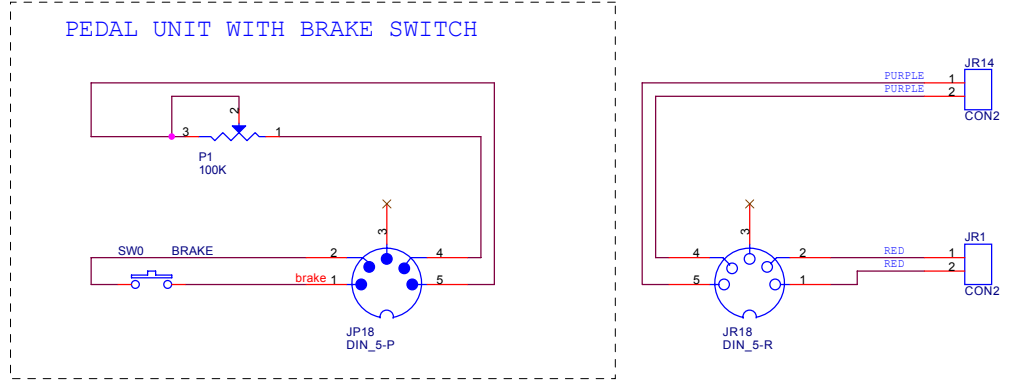 PEDAL UNIT WITH BRAKE SWITCH
2
3
1
P1
100K
SW0
BRAKE
2
brake 1
3
4
5
JP18
DIN_5-P
JR14
PURPLE 1
PURPLE 2
CON2
3
4
5
2
1
JR18
DIN_5-R
JR1
RED 1
RED 2
CON2